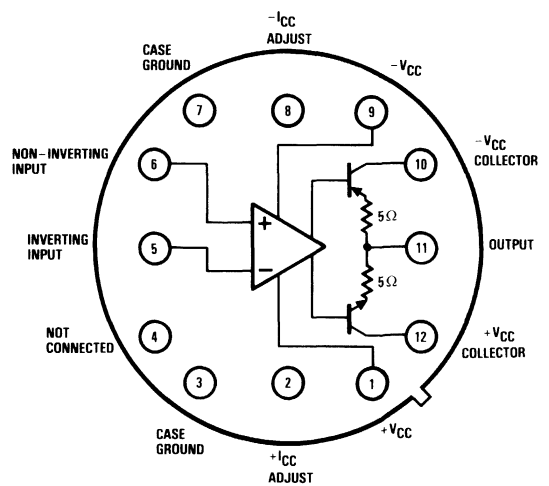 −ICC
ADJUST
CASE
GROUND
−VCC
7
8
9
NON–INVERTING
INPUT
6
10
−VCC
COLLECTOR
+
5Ω
INVERTING
INPUT
5
11
OUTPUT
−
5Ω
NOT
CONNECTED
4
12
+VCC
COLLECTOR
3
2
1
CASE
GROUND
+ICC
ADJUST
+VCC